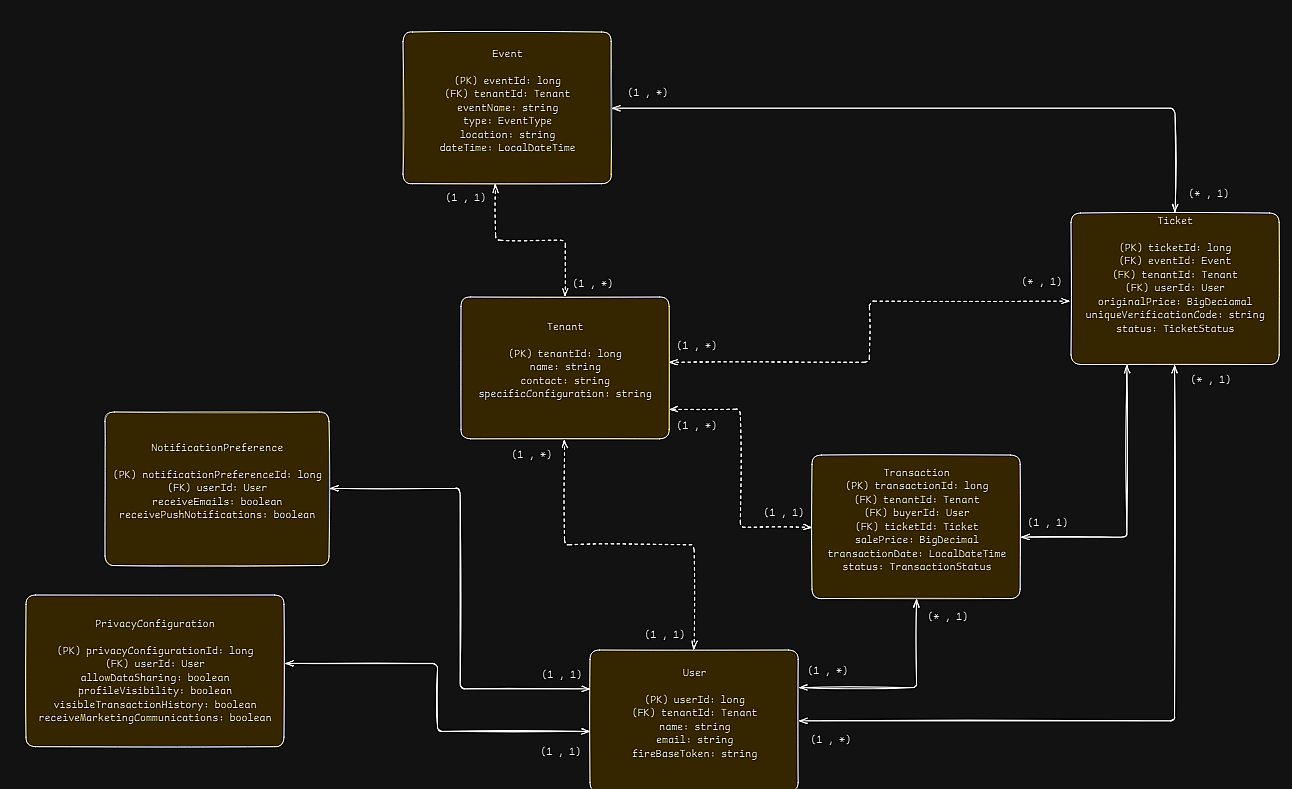 Event
(PK) eventId: long
(FK) tenantId: Tenant
eventName: string
type: EventType
location: string
dateTime: LocalDateTime
(1 , *)
(1 , 1)
(* , 1)
Ticket
(PK) ticketId: long
(FK) eventId: Event
(FK) tenantId: Tenant
(FK) userId: User
originalPrice: BigDeciamal
uniqueVerificationCode: string
status: TicketStatus
(1 , *)
(* , 1)
Tenant
(PK) tenantId: long
name: string
contact: string
specificConfiguration: string
(1 , *)
(* , 1)
(1 , *)
(1 , *)
NotificationPreference
(PK) notificationPreferenceId: long
(FK) userId: User
receiveEmails: boolean
receivePushNotifications: boolean
Transaction
(PK) transactionId: long
(FK) tenantId: Tenant
(FK) buyerId: User
(FK) ticketId: Ticket
salePrice: BigDecimal
transactionDate: LocalDateTime
status: TransactionStatus
(1 , 1)
(1 , 1)
(* , 1)
PrivacyConfiguration
(PK) privacyConfigurationId: long
(FK) userId: User
allowDataSharing: boolean
profileVisibility: boolean
visibleTransactionHistory: boolean
receiveMarketingCommunications: boolean
(1 , 1)
(1 , 1)
(1 , *)
User
(PK) userId: long
(FK) tenantId: Tenant
name: string
email: string
fireBaseToken: string
(1 , 1)
(1 , *)